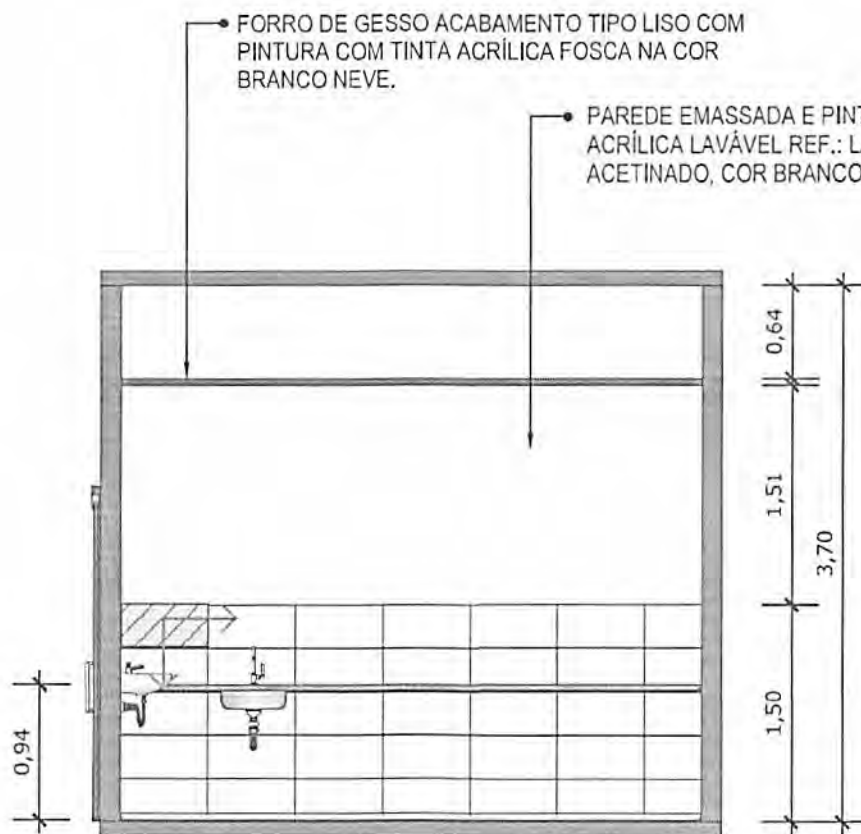 FORRO DE GESSO ACABAMENTO TIPO LISO COM
PINTURA COM TINTA ACRÍLICA FOSCA NA COR
BRANCO NEVE.
PAREDE EMASSADA E
ACRÍLICA LAVÁVEL REF.:
ACETINADO, COR BRANCO
0,64
1,51
3,70
1,50
0,94